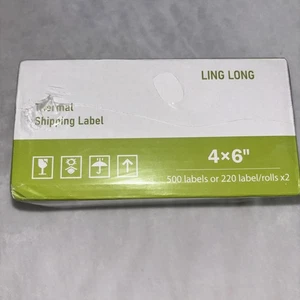 LING LONG
Thermal
Shipping Label
4×6"
500 labels or 220 label/rolls x2